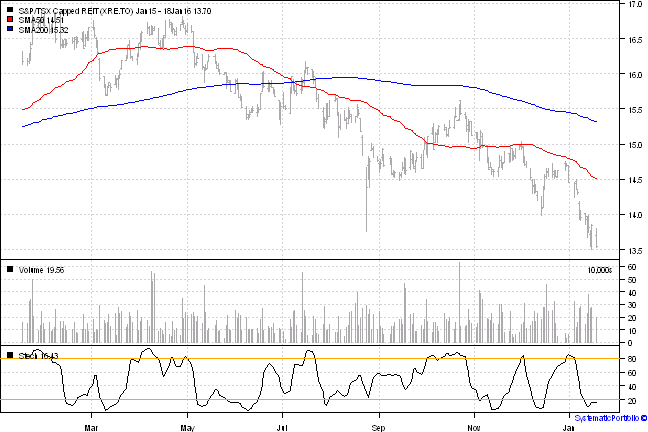 S&P/TSX Capped REIT(XRE.TO) Jan 15 - 18Jan16 13.70
SMA50 14.51
SMA200 15.32
17.0
16.5
16.0
15.5
15.0
14.5
14.0
13.5
Volume 19.56
10,000s
60
50
40
30
20
10
0
Stoch 16.43
80
60
40
20
Mar May Jul Sep Nov Jan
SystematicPortfolio ©